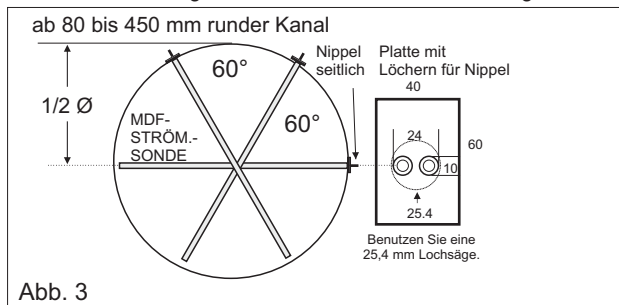 ab 80 bis 450 mm runder Kanal
Nippel
seitlich
Platte mit
Löchern für Nippel
60°
60°
1/2 Ø
MDF-
STRÖM.-
SONDE
40
24
60
10
25.4
Benutzen Sie eine
25,4 mm Lochsäge.
Abb. 3